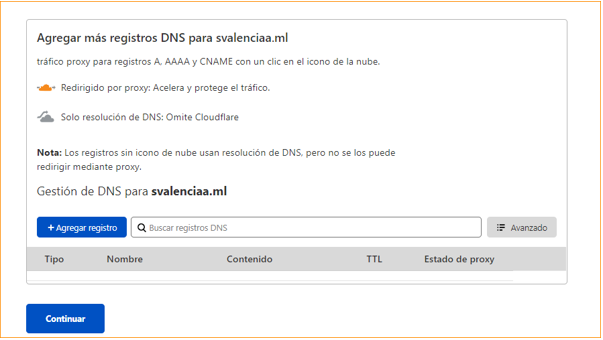 Agregar más registros DNS para svalenciaa.ml
tráfico proxy para registros A, AAAA y CNAME con un clic en el icono de la nube.
Redirigido por proxy: Acelera y protege el tráfico.
Solo resolución de DNS: Omite Cloudflare
Nota: Los registros sin icono de nube usan resolución de DNS, pero no se los puede
redirigir mediante proxy.
Gestión de DNS para svalenciaa.ml
+ Agregar registro Buscar registros DNS Avanzado
Tipo Nombre Contenido TTL Estado de proxy
Continuar